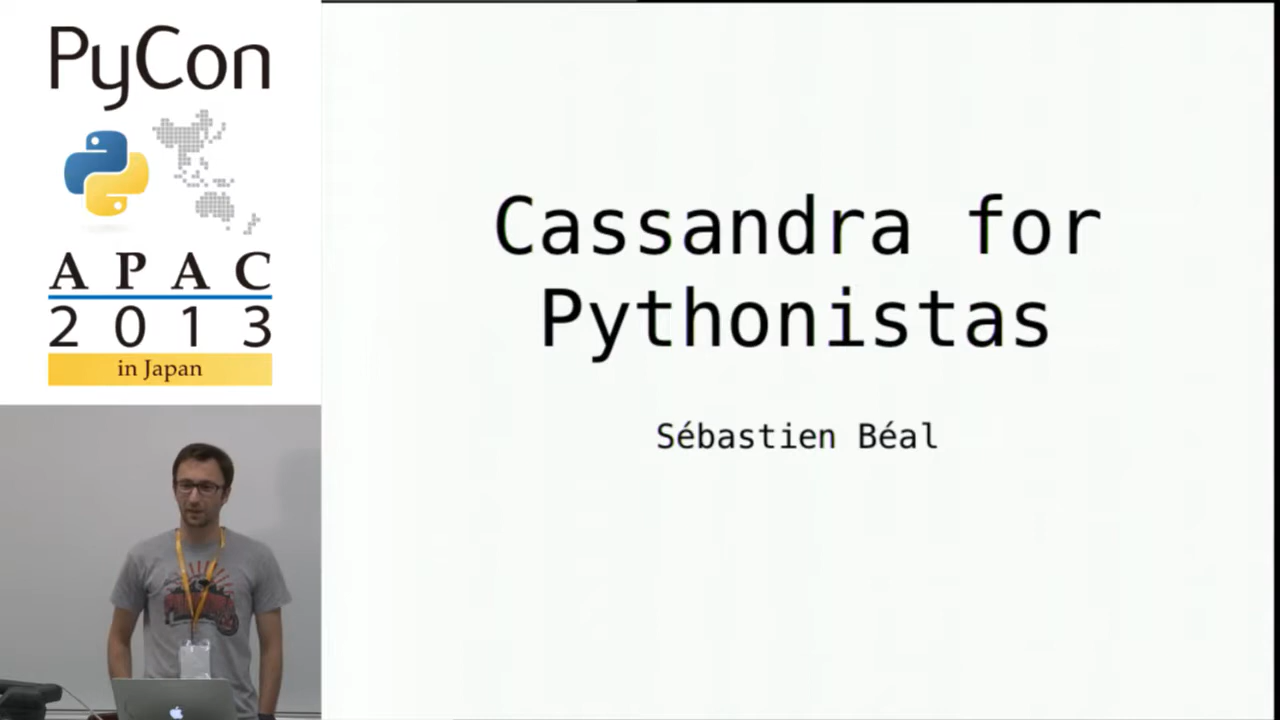 PyCon
APAC
2013
in Japan
Cassandra for
Pythonistas
Sébastien Béal